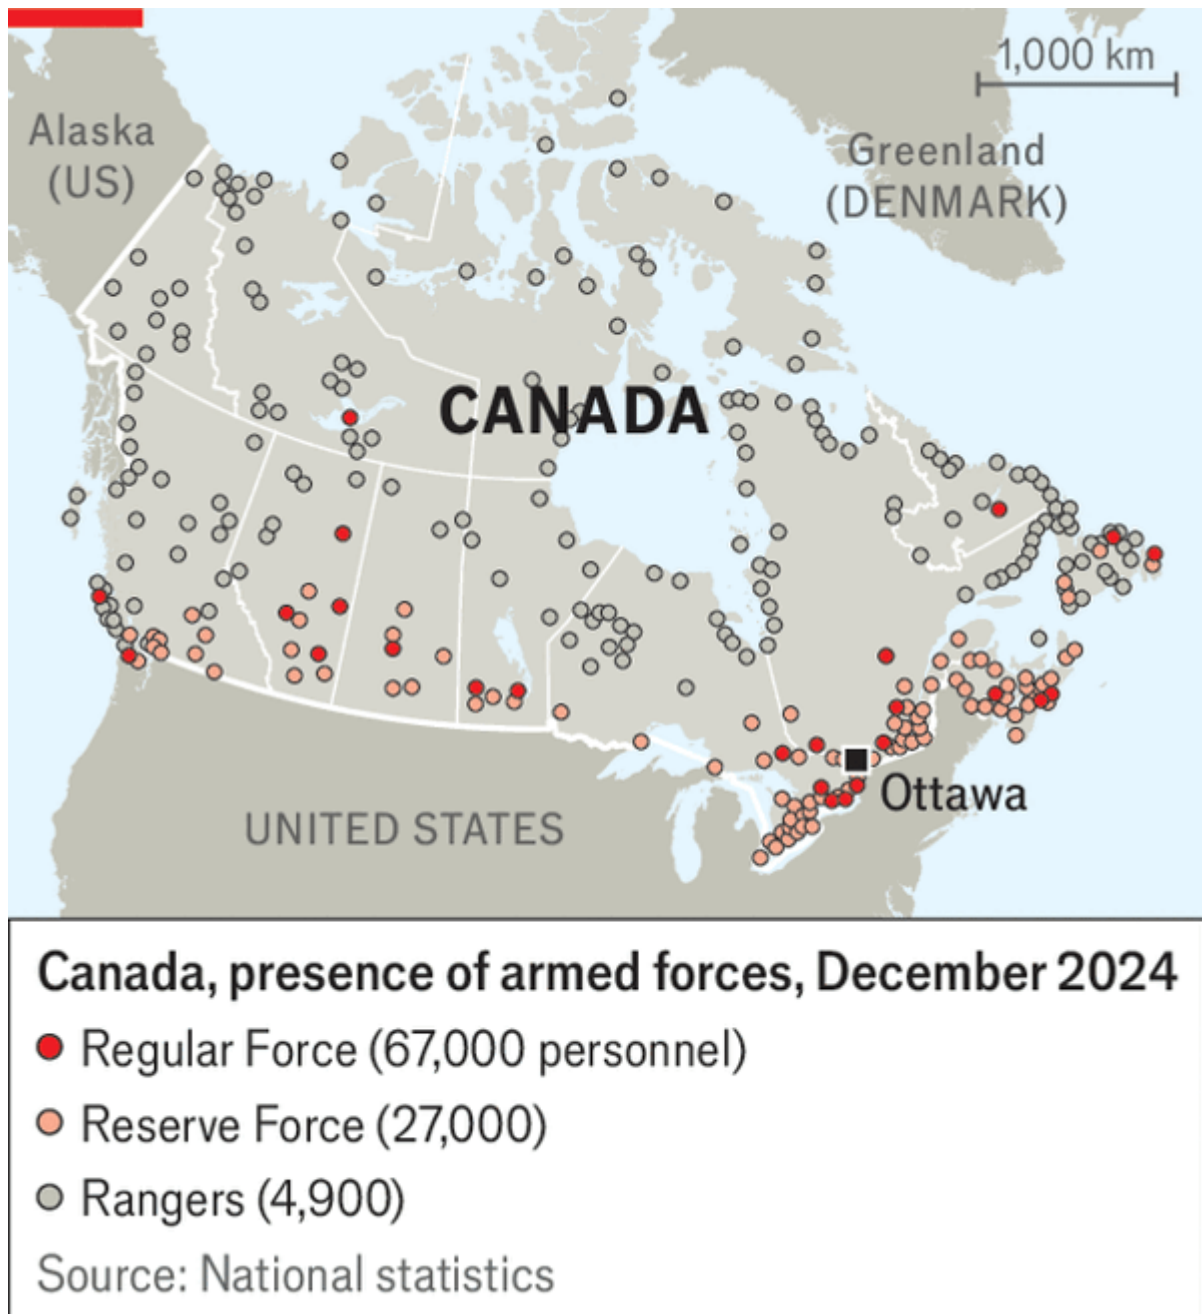 1,000 km
Alaska
(US)
Greenland
(DENMARK)
CANADA
Ottawa
UNITED STATES
Canada, presence of armed forces, December 2024
Regular Force (67,000 personnel)
Reserve Force (27,000)
Rangers (4,900)
Source: National statistics